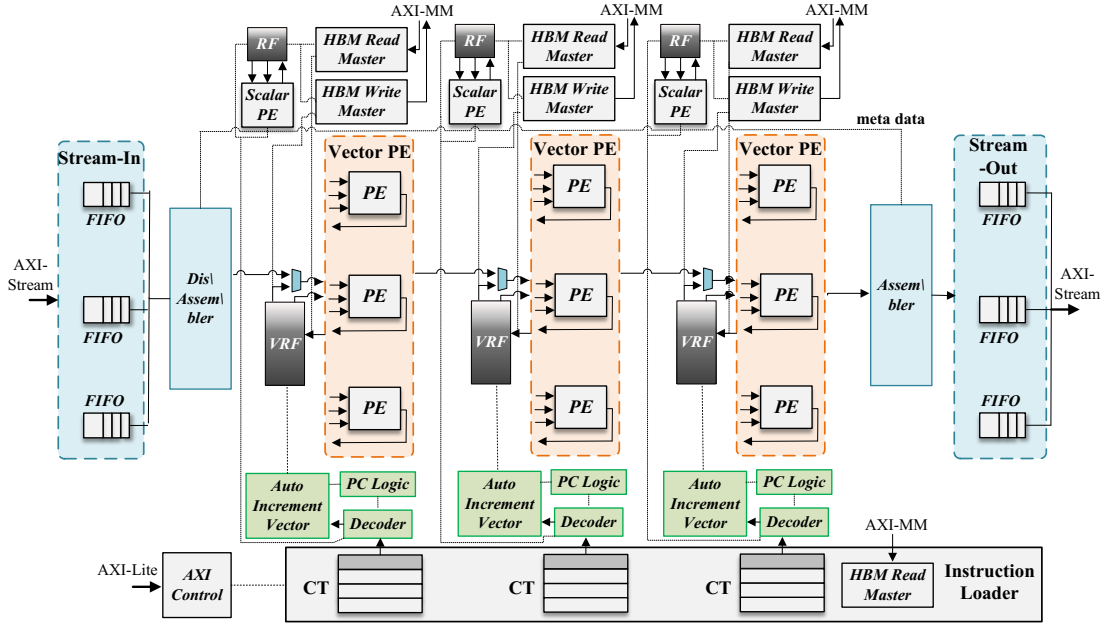 AXI-MM
AXI-MM
AXI-MM
RF
HBM Read
Master
RF
HBM Read
Master
RF
HBM Read
Master
Scalar
PE
HBM Write
Master
Scalar
PE
HBM Write
Master
Scalar
PE
HBM Write
Master
meta data
Stream-In
Vector PE
Vector PE
Vector PE
Stream
-Out
PE
PE
PE
FIFO
FIFO
AXI-
Stream
Dis\
Assem\
bler
PE
PE
PE
Assem\
bler
AXI-
Stream
FIFO
VRF
VRF
VRF
FIFO
FIFO
PE
PE
PE
FIFO
Auto
Increment
Vector
PC Logic
Decoder
Auto
Increment
Vector
PC Logic
Decoder
Auto
Increment
Vector
PC Logic
Decoder
AXI-MM
AXI-Lite
AXI
Control
CT
CT
CT
HBM Read
Master
Instruction
Loader